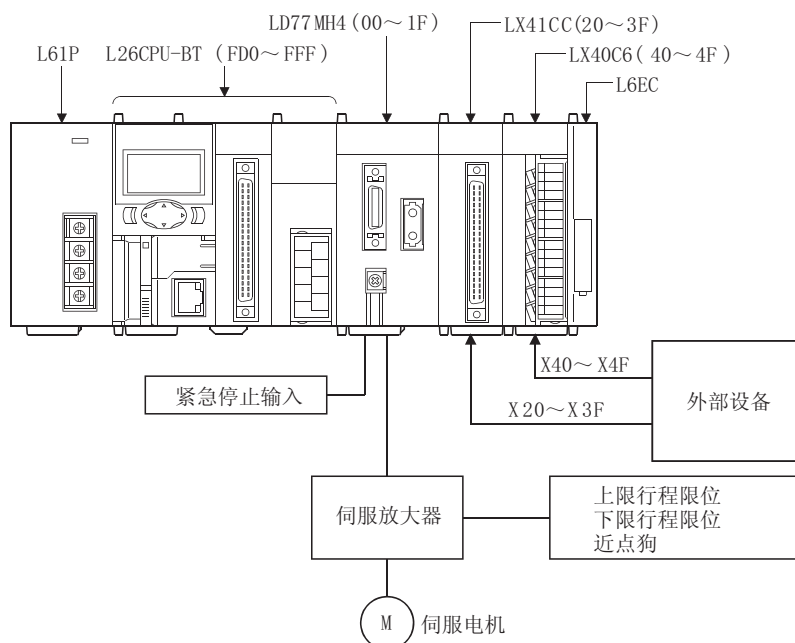 LD77MH4(00～1F)
LX41CC(20～3F)
L61P
L26CPU-BT (FD0～FFF)
LX40C6( 40～4F )
L6EC
X40～X4F
紧急停止输入
X20～X3F
外部设备
伺服放大器
上限行程限位
下限行程限位
近点狗
M
伺服电机